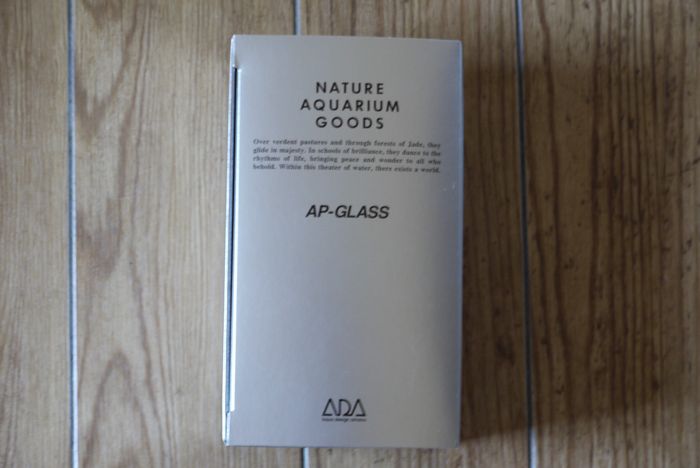 NATURE
AQUARIUM
GOODS
Over verdent pastures and through forests of Jade, they
glide in majesty. In schools of brilliance, they dance to the
rhythms of life, bringing peace and wonder to all who
behold. Within this theater of water, there exists a world.
AP-GLASS
ADA